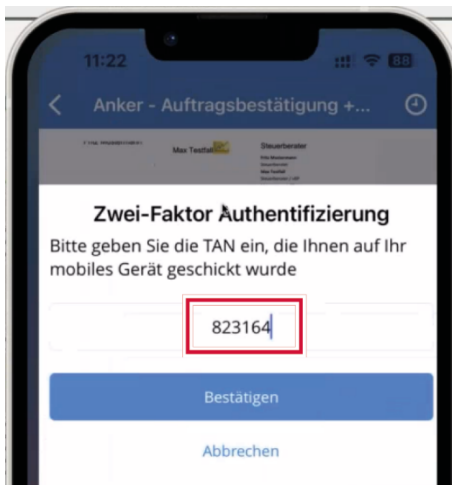 11:22
88
Anker - Auftragsbestätigung +...
Max Testfall
Steuerberater
Zwei-Faktor Authentifizierung
Bitte geben Sie die TAN ein, die Ihnen auf Ihr
mobiles Gerät geschickt wurde
823164
Bestätigen
Abbrechen